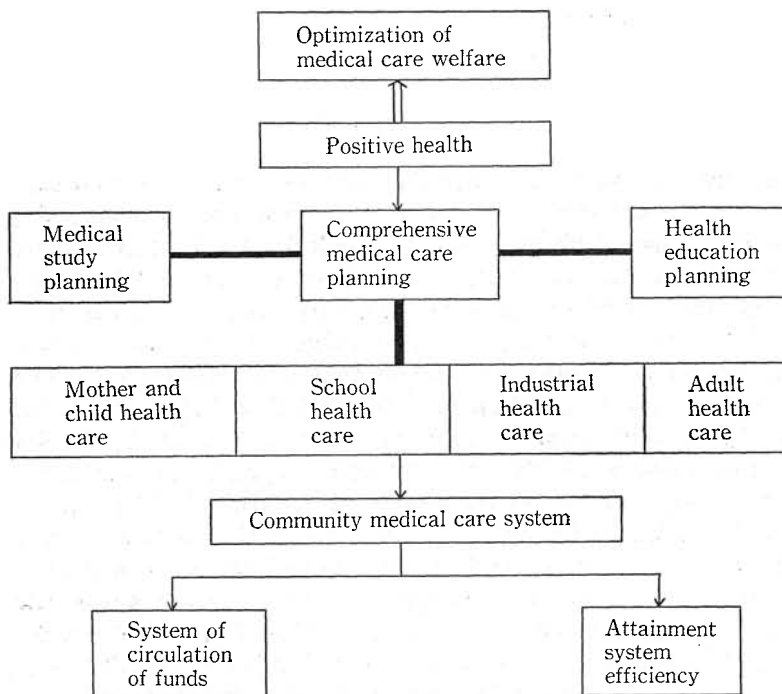 Optimization of
medical care welfare
Positive health
Medical
study
planning
Comprehensive
medical care
planning
Health
education
planning
Mother and
child health
care
School
health
care
Industrial
health
care
Adult
health
care
Community medical care system
System of
circulation
of funds
Attainment
system
efficiency